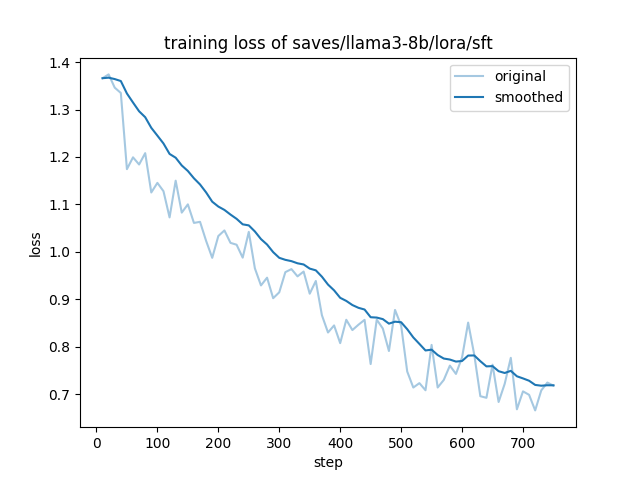 training loss of saves/llama3-8b/lora/sft
original
smoothed
1.4
1.3
1.2
1.1
1.0
0.9
0.8
0.7
loss
0 100 200 300 400 500 600 700
step